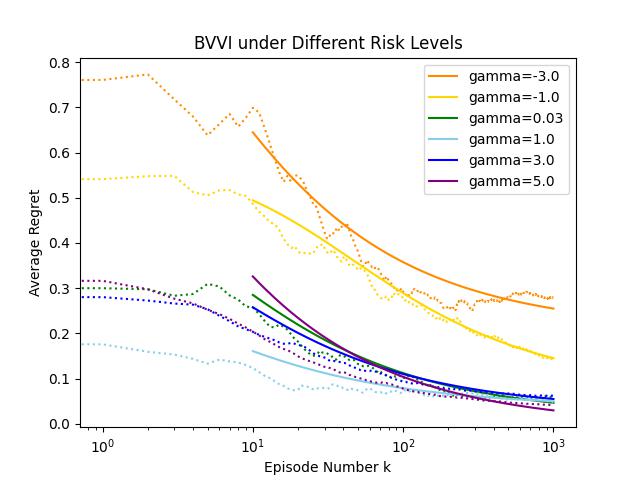 BVVI under Different Risk Levels
gamma=-3.0
gamma=-1.0
gamma=0.03
gamma=1.0
gamma=3.0
gamma=5.0
Average Regret
0.8
0.7
0.6
0.5
0.4
0.3
0.2
0.1
0.0
10⁰ 10¹ 10² 10³
Episode Number k